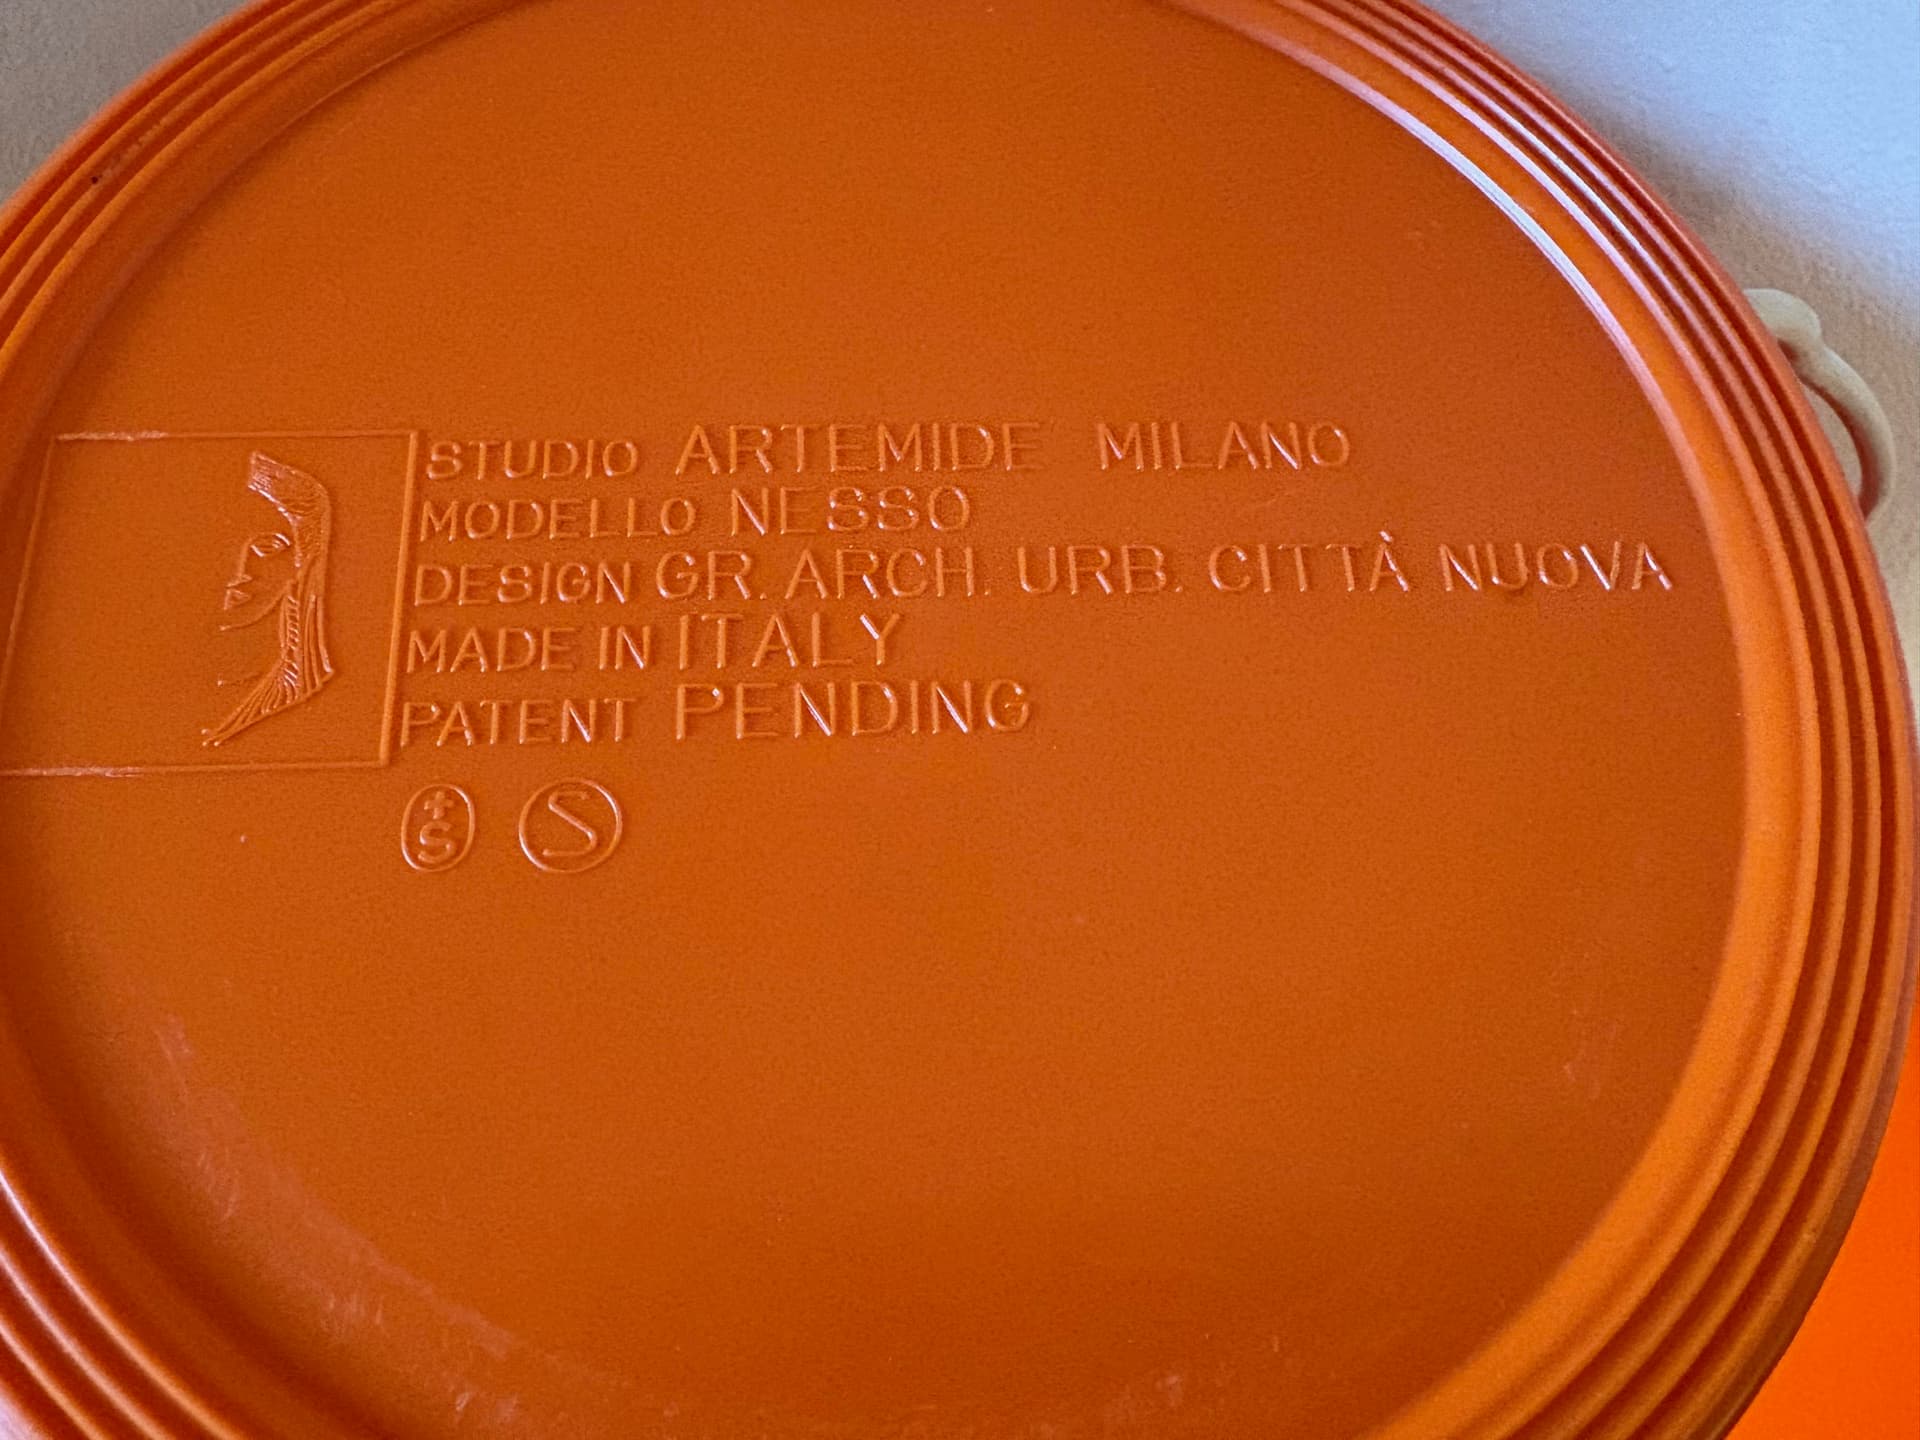 STUDIO ARTEMIDE MILANO
MODELLO NESSO
DESIGN GR. ARCH. URB. CITTÀ NUOVA
MADE IN ITALY
PATENT PENDING
+S S